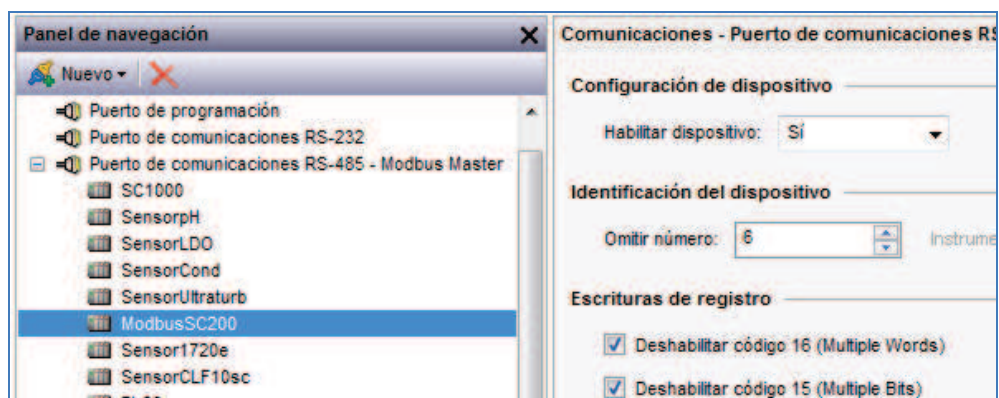 Panel de navegación
Nuevo
Puerto de programación
Puerto de comunicaciones RS-232
Puerto de comunicaciones RS-485 - Modbus Master
SC1000
SensorpH
SensorLDO
SensorCond
SensorUltraturb
ModbusSC200
Sensor1720e
SensorCLF10sc
Comunicaciones - Puerto de comunicaciones RS
Configuración de dispositivo
Habilitar dispositivo: Sí
Identificación del dispositivo
Omitir número: 6 Instrume
Escrituras de registro
Deshabilitar código 16 (Multiple Words)
Deshabilitar código 15 (Multiple Bits)